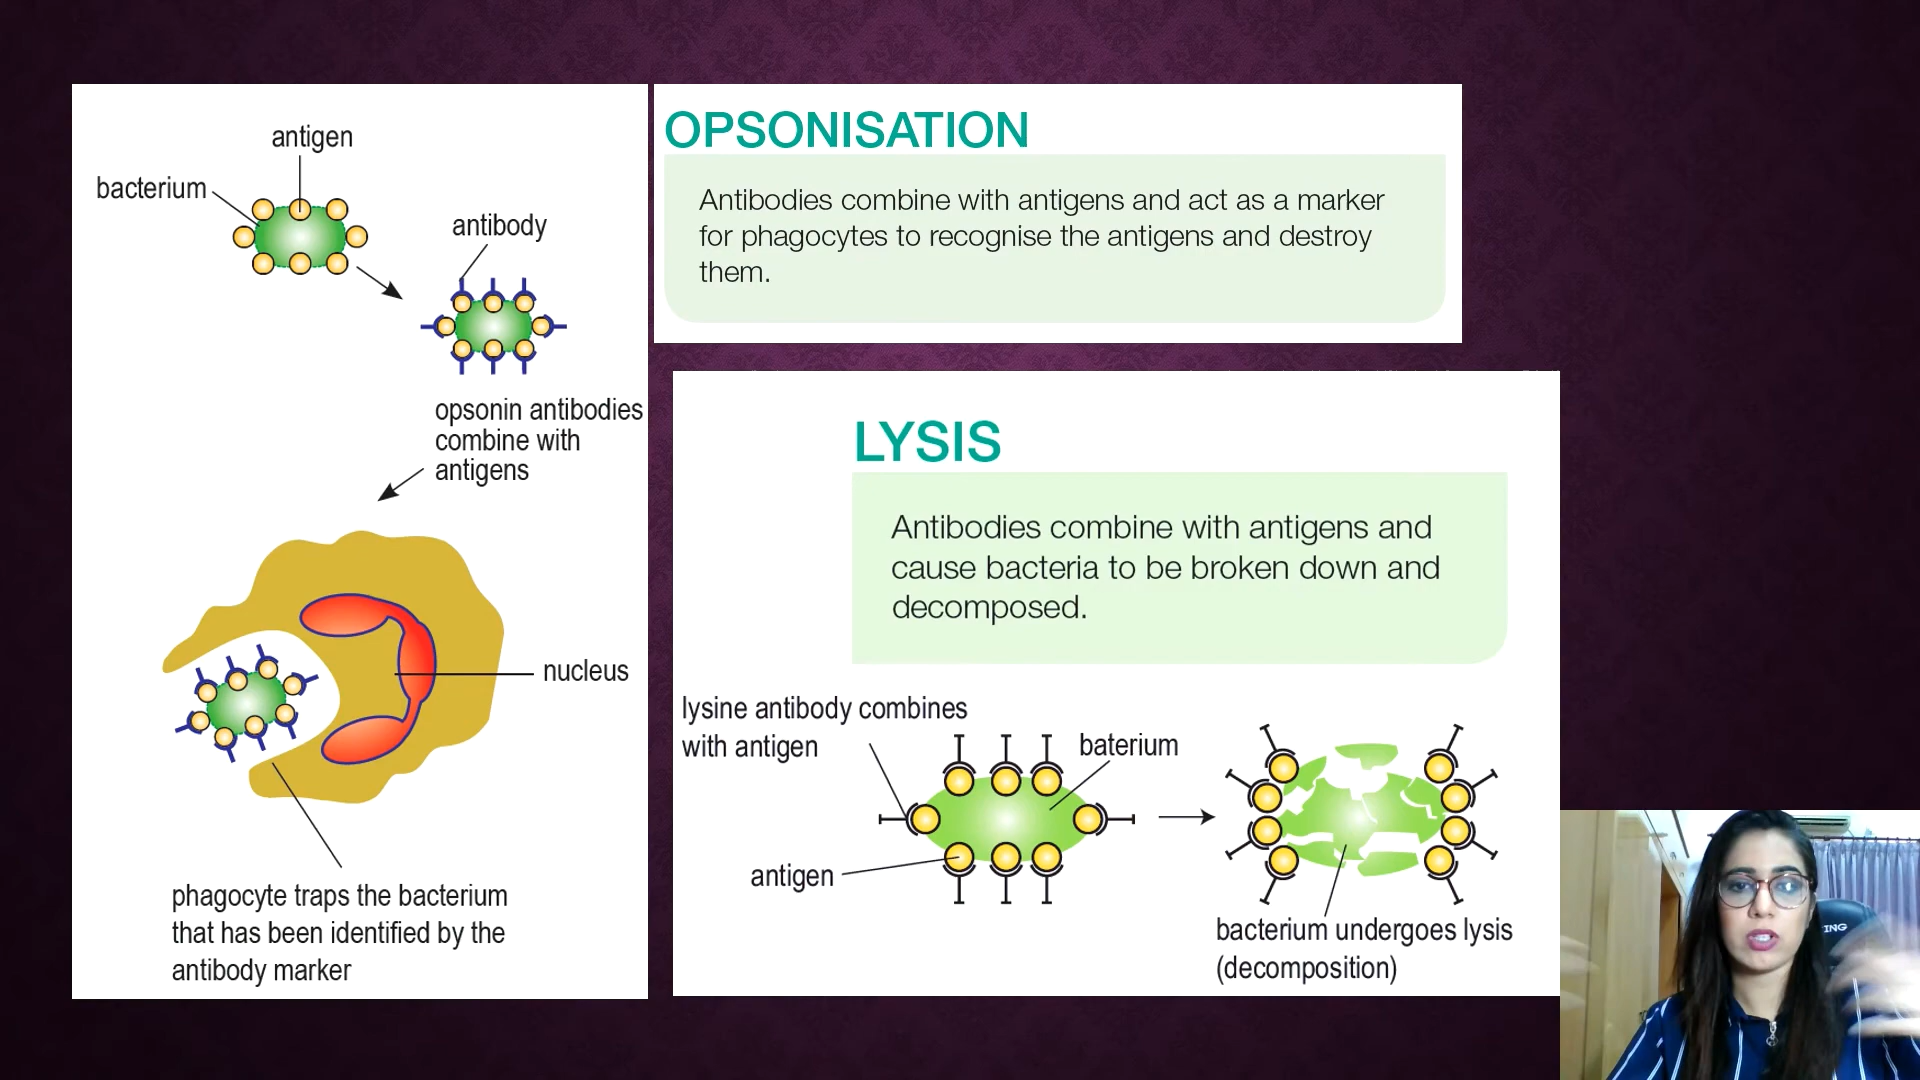 antigen
bacterium
antibody
opsonin antibodies
combine with
antigens
nucleus
phagocyte traps the bacterium
that has been identified by the
antibody marker
OPSONISATION
Antibodies combine with antigens and act as a marker
for phagocytes to recognise the antigens and destroy
them.
LYSIS
Antibodies combine with antigens and
cause bacteria to be broken down and
decomposed.
lysine antibody combines
with antigen
baterium
antigen
bacterium undergoes lysis
(decomposition)
ING